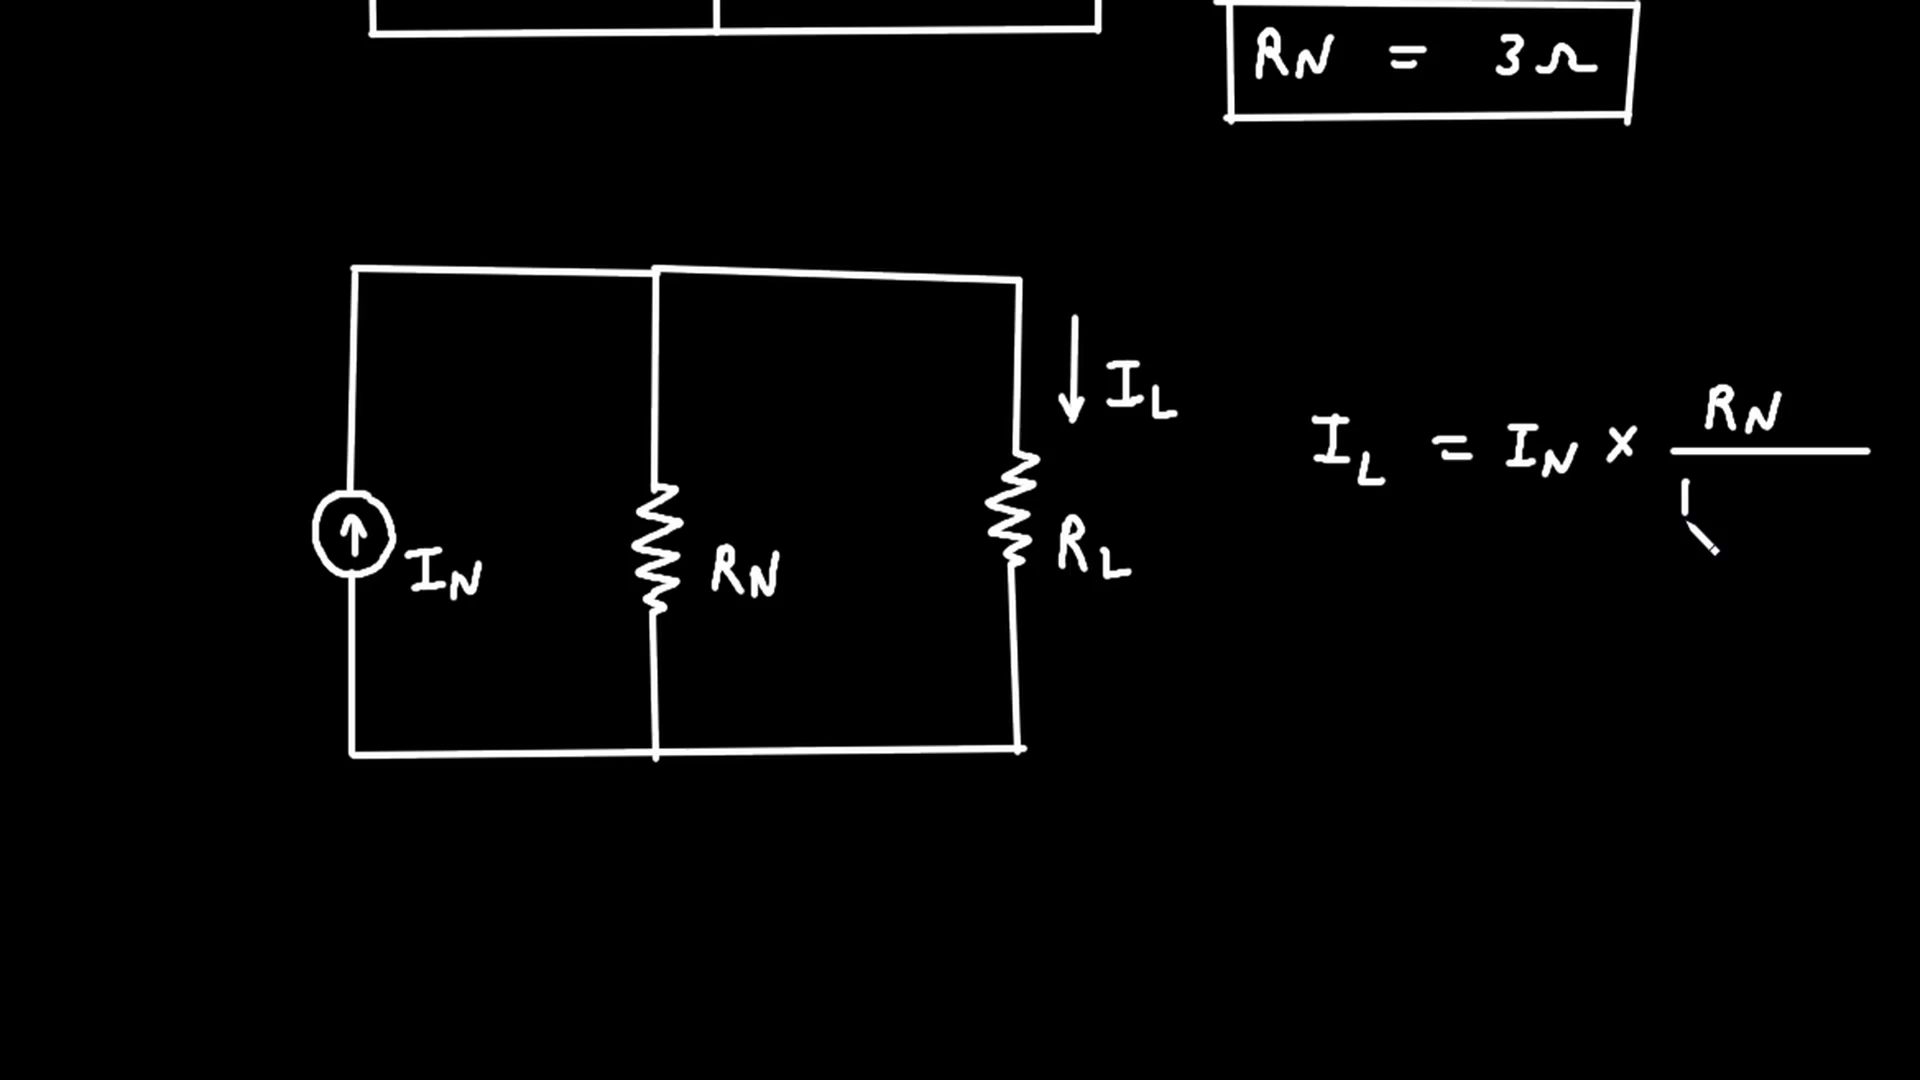 RN = 3Ω
IL
IL = IN × RN
IN
RN
RL